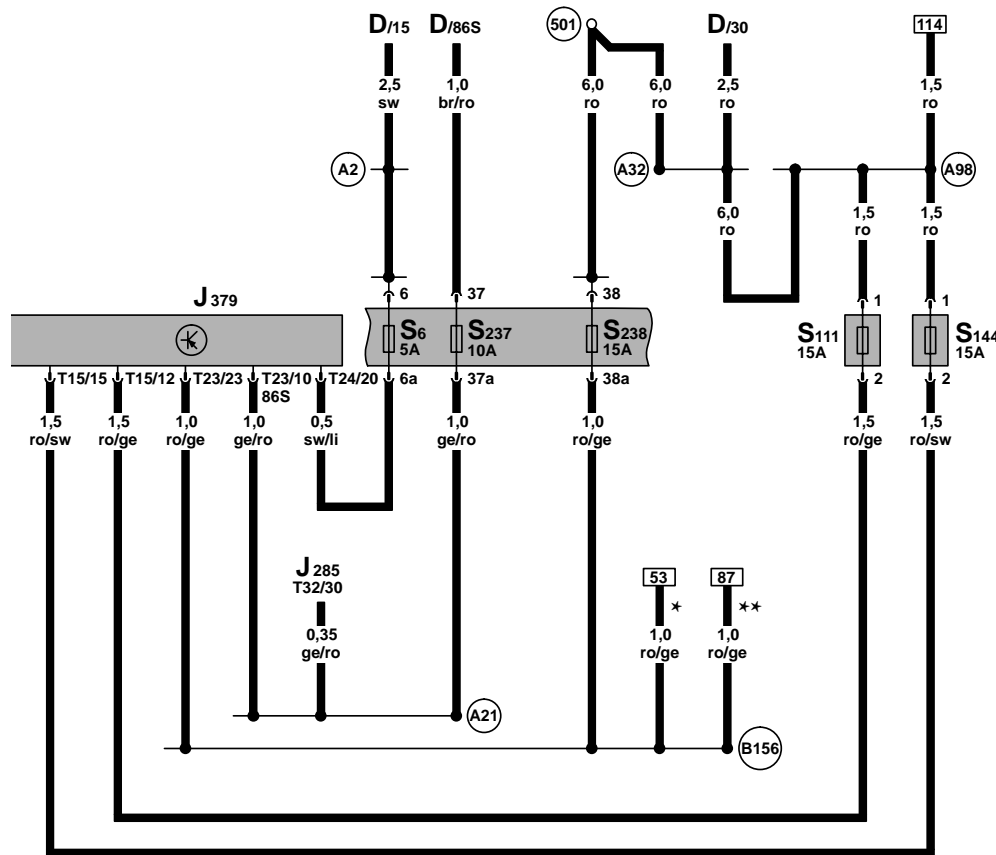 D/15 D/86S 501 D/30 114
2,5 1,0 6,0 6,0 2,5 1,5
sw br/ro ro ro ro ro
A2 A32 A98
6,0 1,5 1,5
ro ro ro
J 379 6 37 38 1 1
S6 S237 S238 S111 S144
5A 10A 15A 15A 15A
T15/15 T15/12 T23/23 T23/10 T24/20 6a 37a 38a 2 2
86S
1,5 1,5 1,0 1,0 0,5 1,0 1,0 1,5 1,5
ro/sw ro/ge ro/ge ge/ro sw/li ge/ro ro/ge ro/ge ro/sw
J 285 53 87
T32/30
★ ★★
0,35 1,0 1,0
ge/ro ro/ge ro/ge
A21
B156